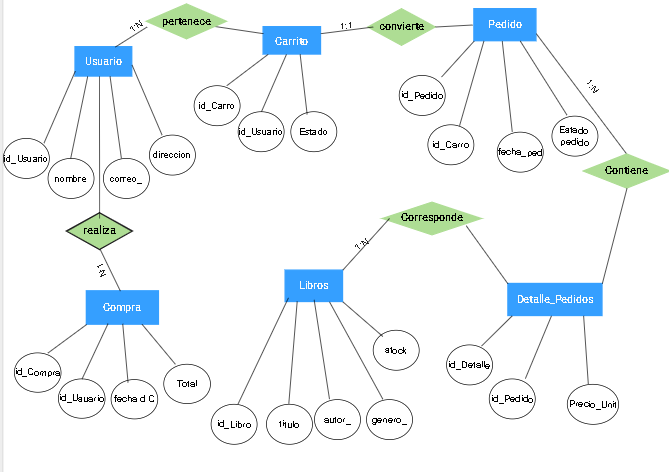 pertenece
1:N
Carrito
1:1
convierte
Pedido
Usuario
1:N
id_Carro
id_Usuario
Estado
id_Pedido
id_Carro
fecha_ped
Estado
pedido
id_Usuario
nombre
correo_
direccion
Contiene
realiza
Corresponde
1:N
1:N
Libros
Compra
Detalle_Pedidos
stock
id_Compra
id_Usuario
fecha d C
Total
id_Detalle
id_Pedido
Precio_Unit
id_Libro
titulo
autor_
genero_